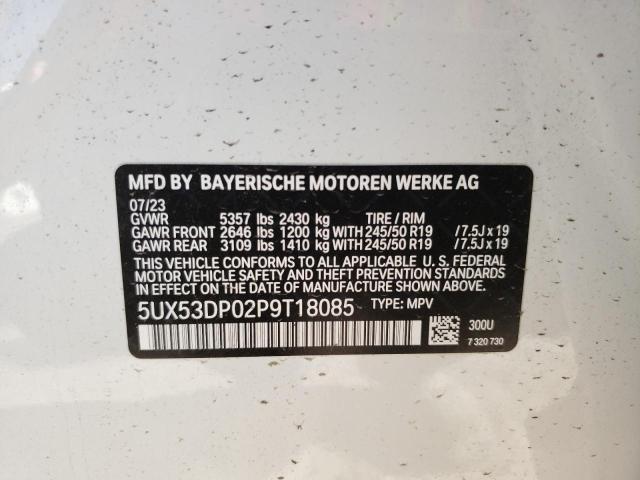 MFD BY BAYERISCHE MOTOREN WERKE AG
07/23
GVWR 5357 lbs 2430 kg TIRE / RIM
GAWR FRONT 2646 lbs 1200 kg WITH 245/50 R19 /7.5J x 19
GAWR REAR 3109 lbs 1410 kg WITH 245/50 R19 /7.5J x 19
THIS VEHICLE CONFORMS TO ALL APPLICABLE U. S. FEDERAL
MOTOR VEHICLE SAFETY AND THEFT PREVENTION STANDARDS
IN EFFECT ON THE DATE OF MANUFACTURE SHOWN ABOVE.
5UX53DP02P9T18085 TYPE: MPV
300U
7 320 730